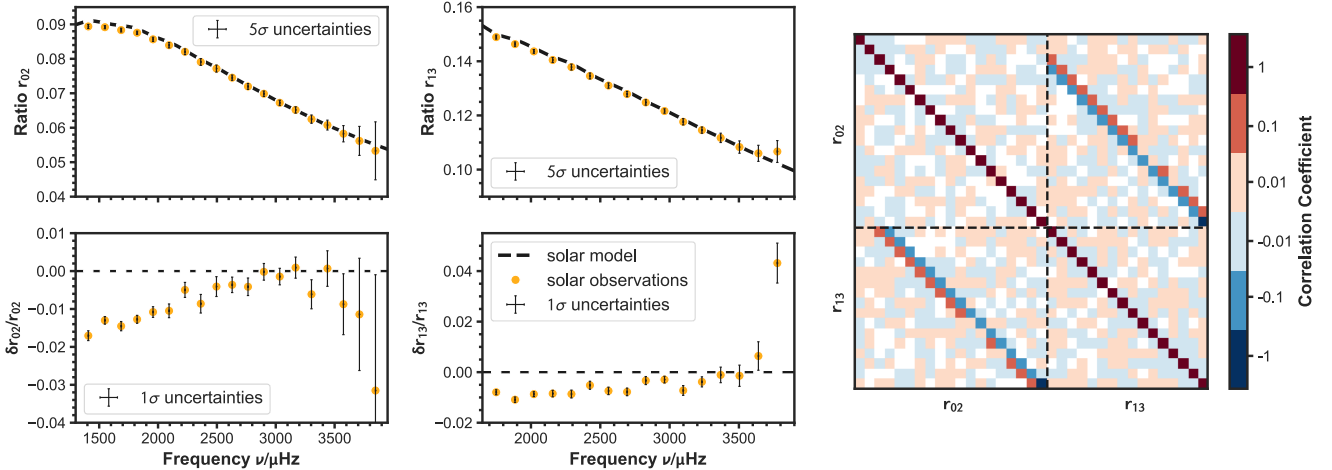 0.09
0.08
0.07
0.06
0.05
0.04
Ratio r02
5σ uncertainties
0.16
0.14
0.12
0.10
Ratio r13
5σ uncertainties
0.01
0.00
−0.01
−0.02
−0.03
−0.04
δr02/r02
1σ uncertainties
1500
2000
2500
3000
3500
Frequency ν/μHz
0.04
0.02
0.00
−0.02
δr13/r13
solar model
solar observations
1σ uncertainties
2000
2500
3000
3500
Frequency ν/μHz
r02
r13
r02
r13
1
0.1
0.01
-0.01
-0.1
-1
Correlation Coefficient